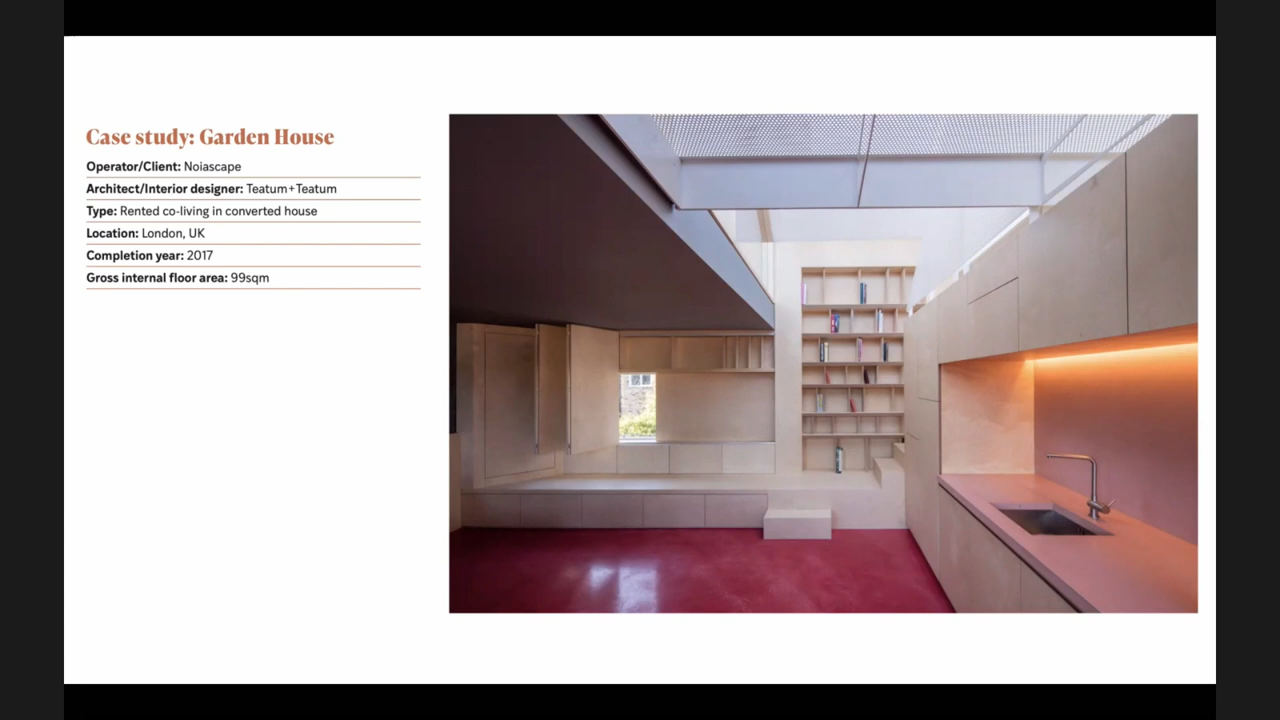 Case study: Garden House
Operator/Client: Noiascape
Architect/Interior designer: Teatum+Teatum
Type: Rented co-living in converted house
Location: London, UK
Completion year: 2017
Gross internal floor area: 99sqm